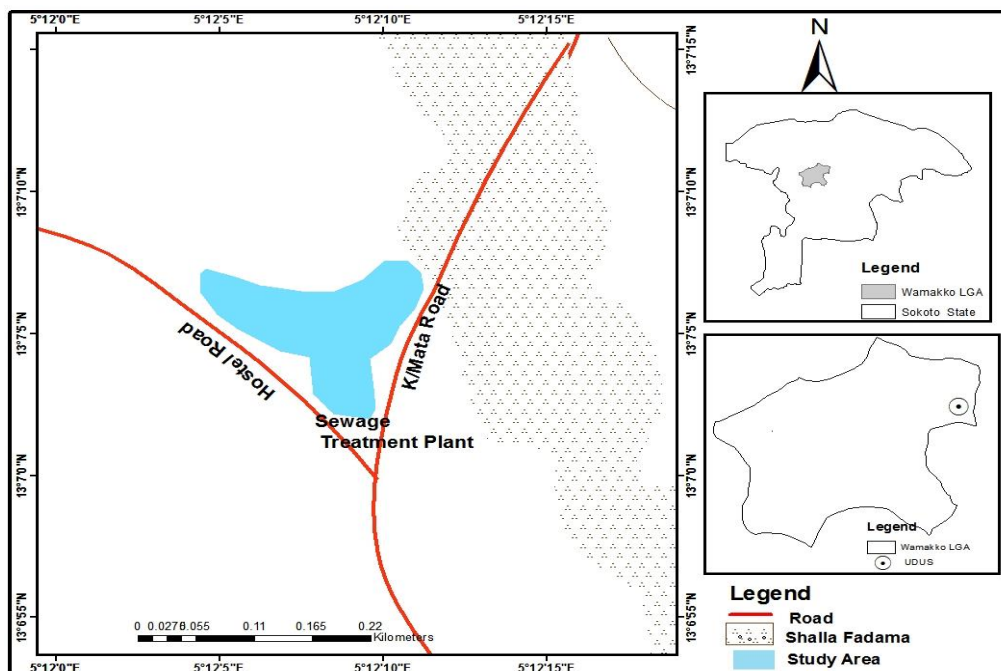 5°12'0"E 5°12'5"E 5°12'10"E 5°12'15"E
13°7'15"N 13°7'15"N
13°7'10"N 13°7'10"N
13°7'5"N 13°7'5"N
13°7'0"N 13°7'0"N
13°6'55"N 13°6'55"N
Hostel Road
K/Mata Road
Sewage
Treatment Plant
0 0.0275 0.055 0.11 0.165 0.22
Kilometers
5°12'0"E 5°12'5"E 5°12'10"E 5°12'15"E
N
Legend
Wamakko LGA
Sokoto State
Legend
Wamakko LGA
UDUS
Legend
Road
Shalla Fadama
Study Area